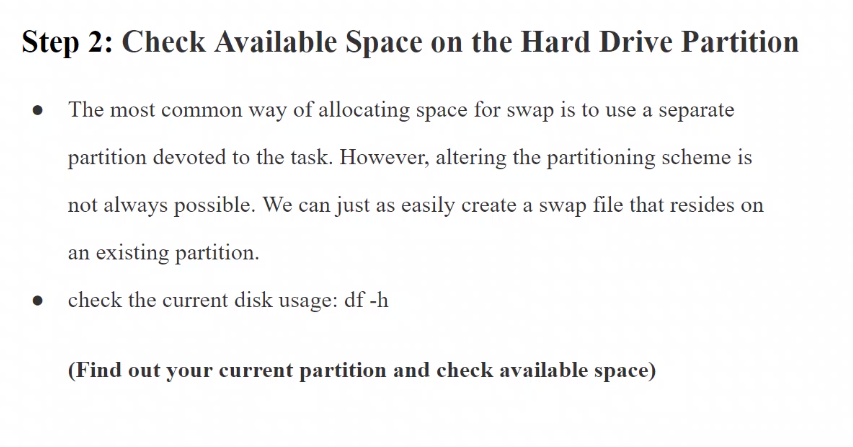 Step 2: Check Available Space on the Hard Drive Partition
● The most common way of allocating space for swap is to use a separate
partition devoted to the task. However, altering the partitioning scheme is
not always possible. We can just as easily create a swap file that resides on
an existing partition.
● check the current disk usage: df -h
(Find out your current partition and check available space)